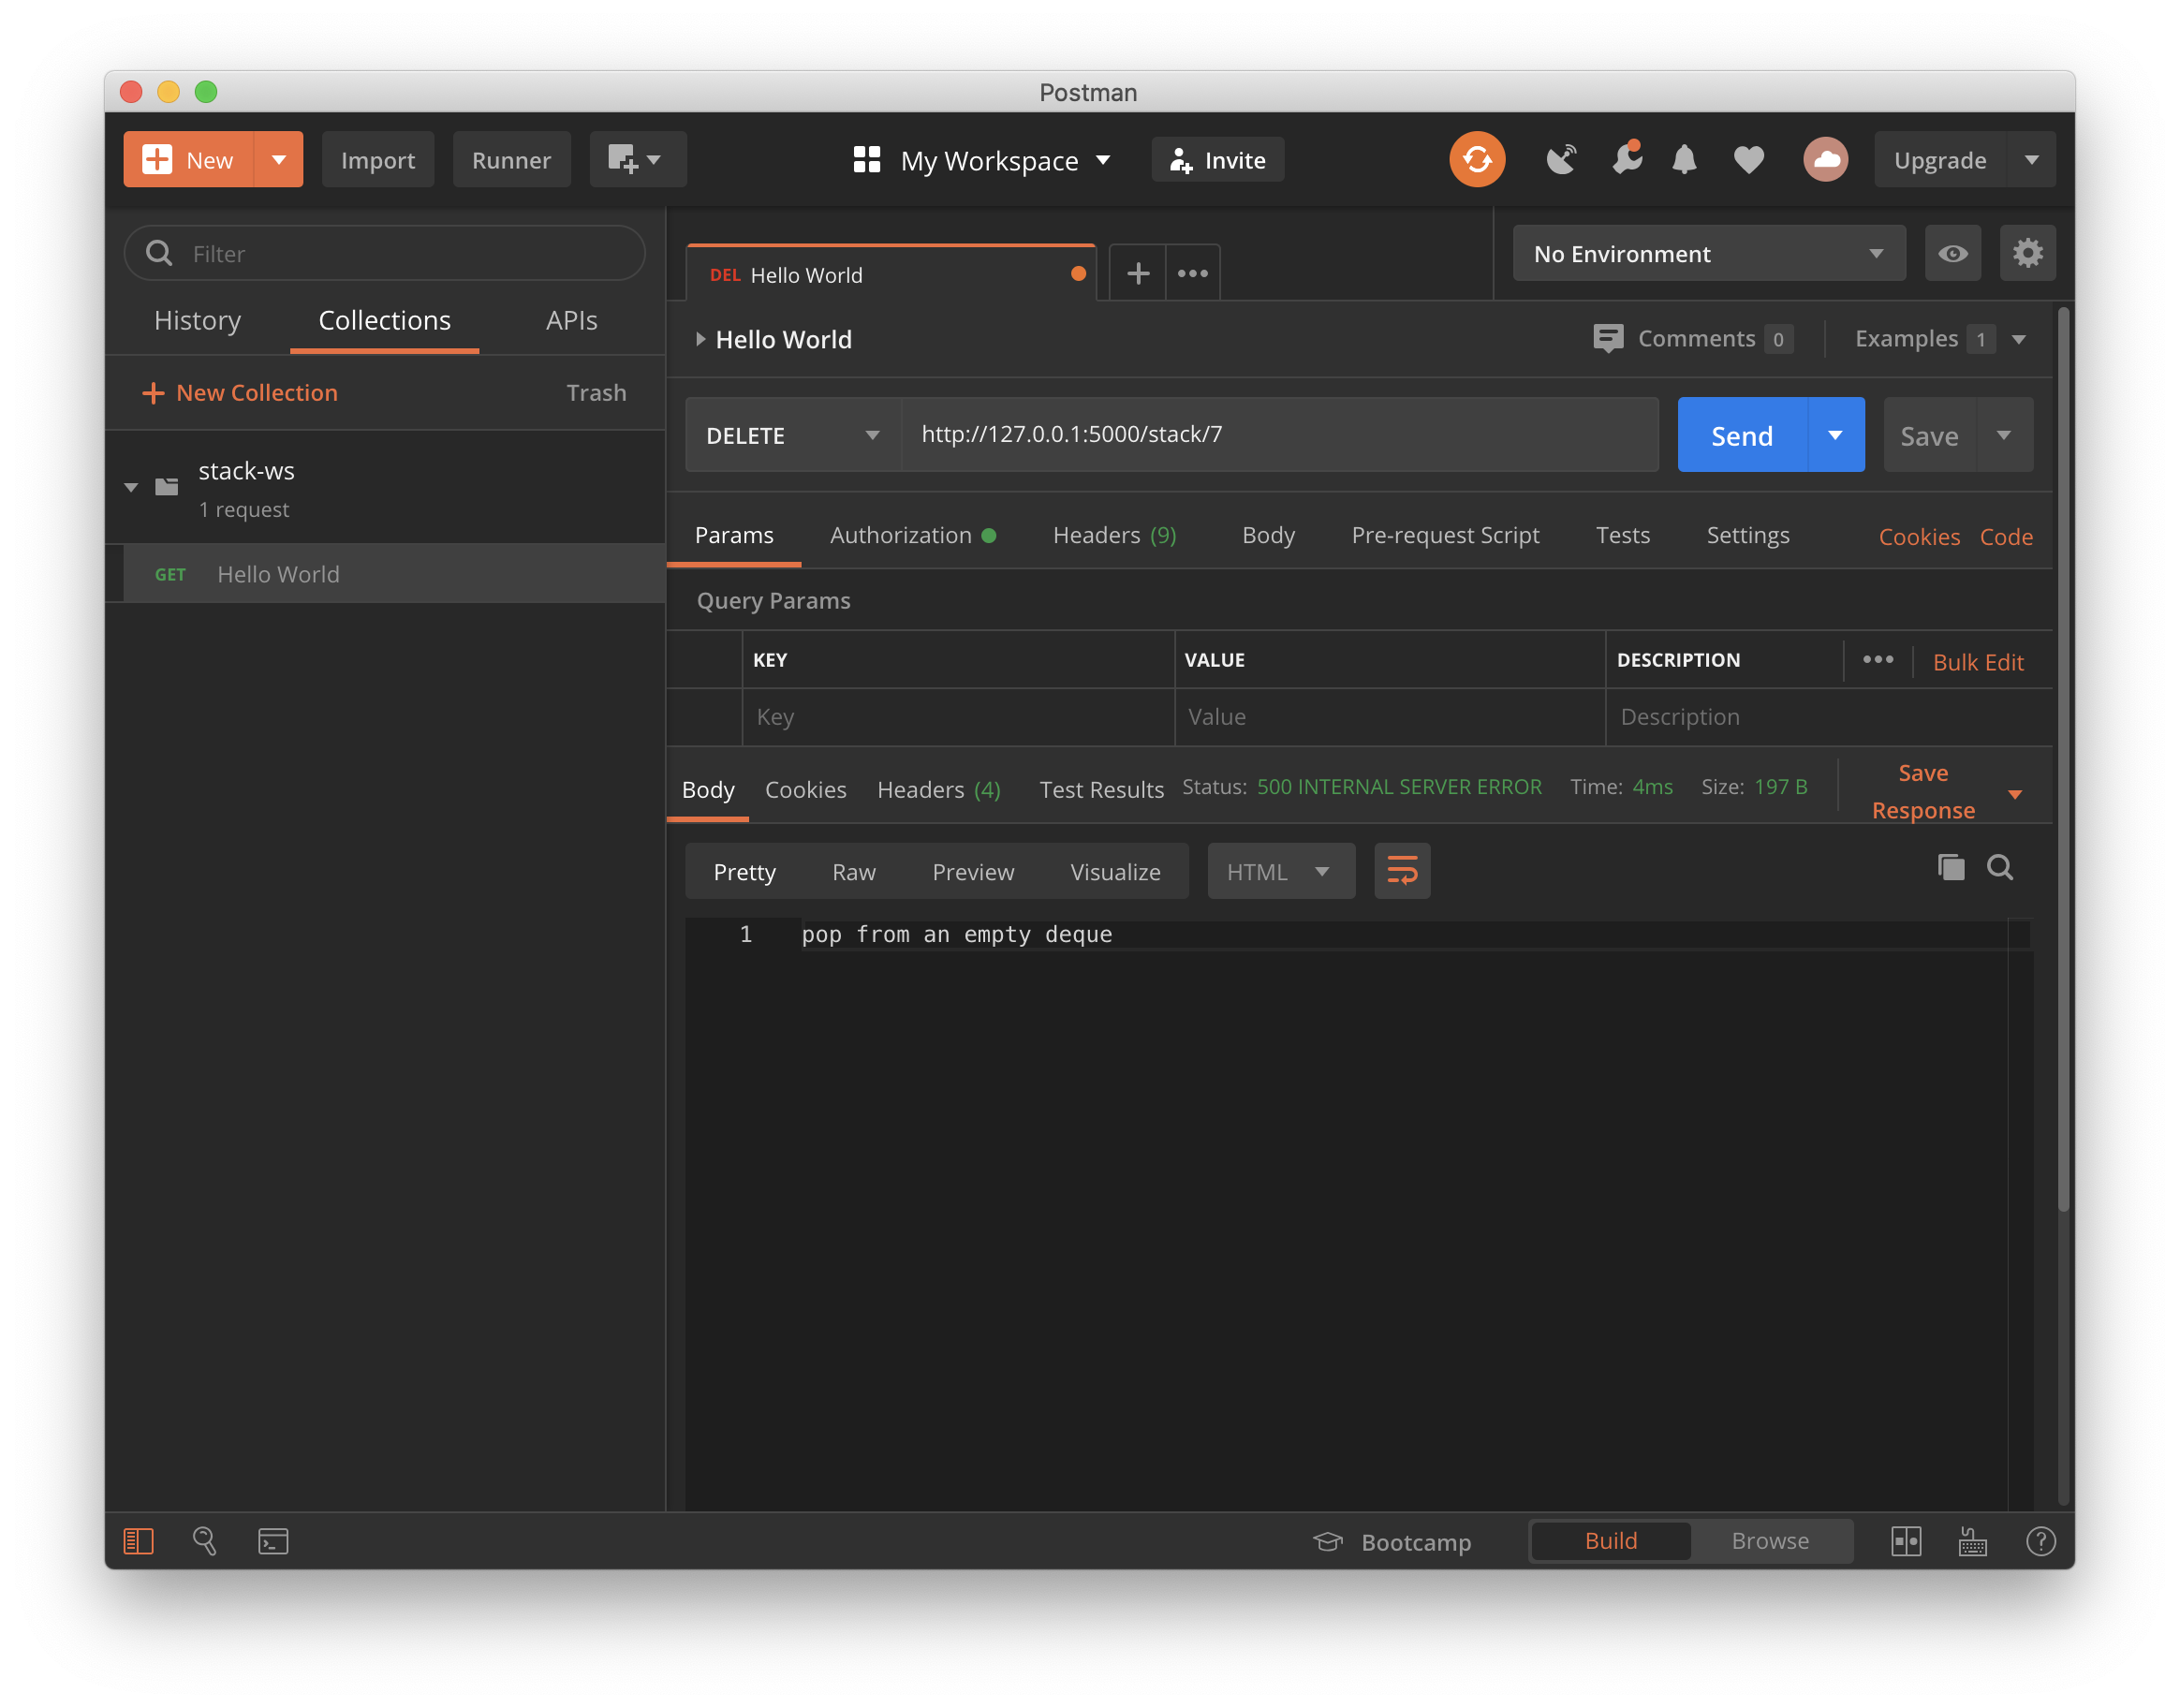 Postman
New Import Runner My Workspace Invite Upgrade
Filter
History Collections APIs
New Collection Trash
stack-ws
1 request
GET Hello World
DEL Hello World
No Environment
Hello World Comments 0 Examples 1
DELETE http://127.0.0.1:5000/stack/7 Send Save
Params Authorization Headers (9) Body Pre-request Script Tests Settings Cookies Code
Query Params
KEY VALUE DESCRIPTION Bulk Edit
Key Value Description
Body Cookies Headers (4) Test Results Status: 500 INTERNAL SERVER ERROR Time: 4ms Size: 197 B Save
Response
Pretty Raw Preview Visualize HTML
1 pop from an empty deque
Bootcamp Build Browse